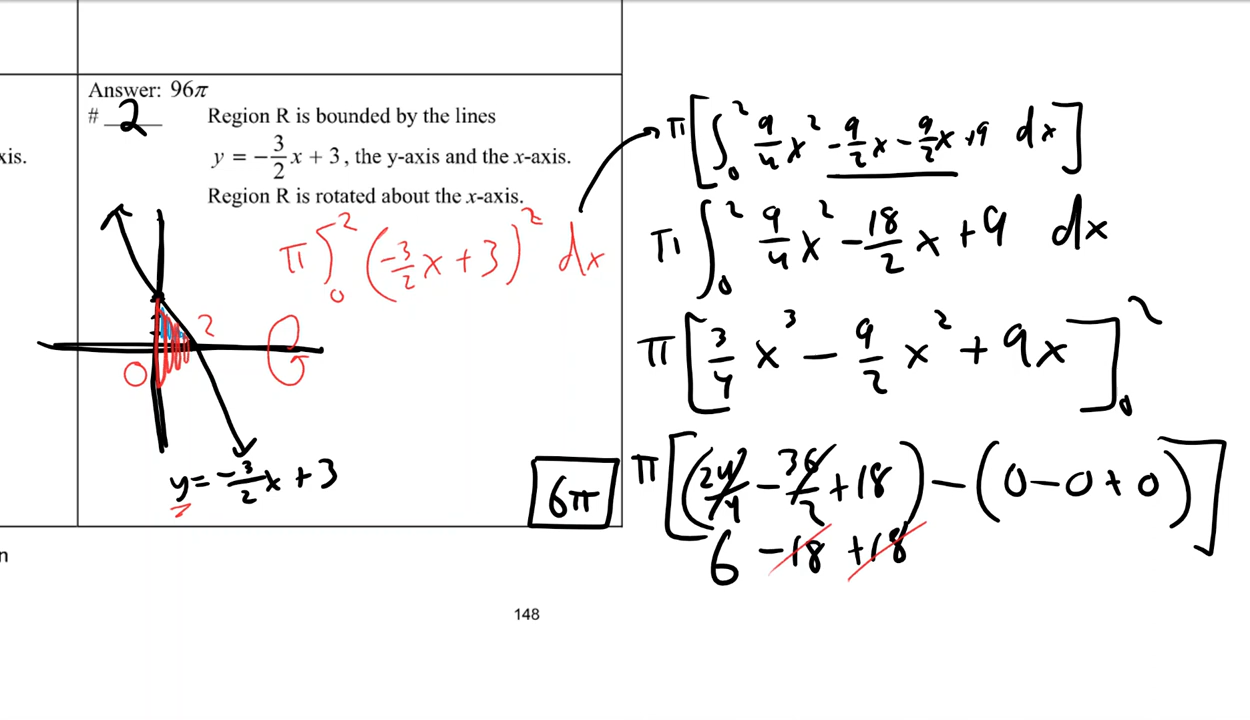 Answer: 96π
# 2
Region R is bounded by the lines
xis.
y = -3/2 x + 3, the y-axis and the x-axis.
Region R is rotated about the x-axis.
π ∫₀² (-3/2 x + 3)² dx
2
0
y = -3/2 x + 3
π[∫₀² 9/4 x² - 9/2 x - 9/2 x + 9 dx]
π ∫₀² 9/4 x² - 18/2 x + 9 dx
π[3/4 x³ - 9/2 x² + 9x]₀²
π[(24/4 - 36/2 + 18) - (0 - 0 + 0)]
6 - 18 + 18
6π
n
148